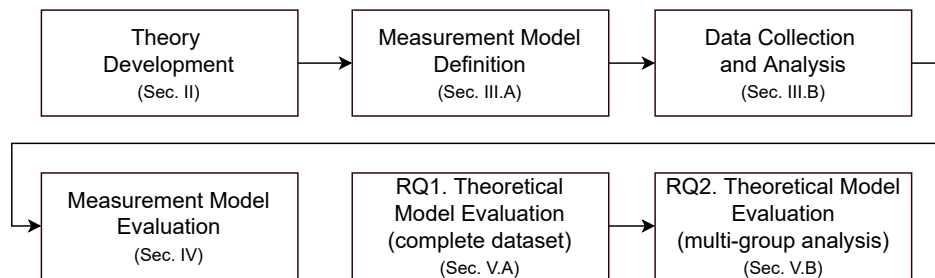 Theory
Development
(Sec. II)
Measurement Model
Definition
(Sec. III.A)
Data Collection
and Analysis
(Sec. III.B)
Measurement Model
Evaluation
(Sec. IV)
RQ1. Theoretical
Model Evaluation
(complete dataset)
(Sec. V.A)
RQ2. Theoretical Model
Evaluation
(multi-group analysis)
(Sec. V.B)